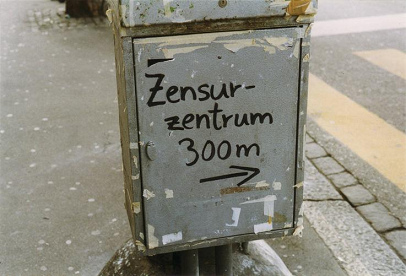 Zensur-
zentrum
300m
→